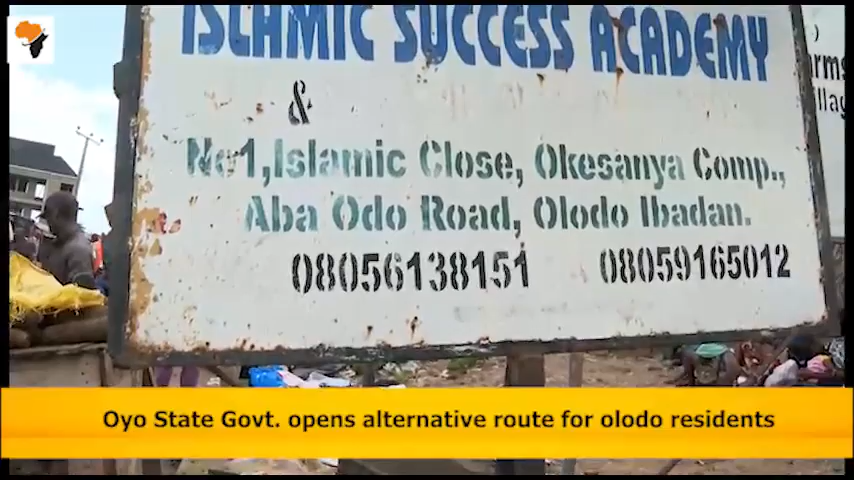 ISLAMIC SUCCESS ACADEMY
&
No1,Islamic Close, Okesanya Comp.,
Aba Odo Road, Olodo Ibadan.
08056138151 08059165012
Oyo State Govt. opens alternative route for olodo residents